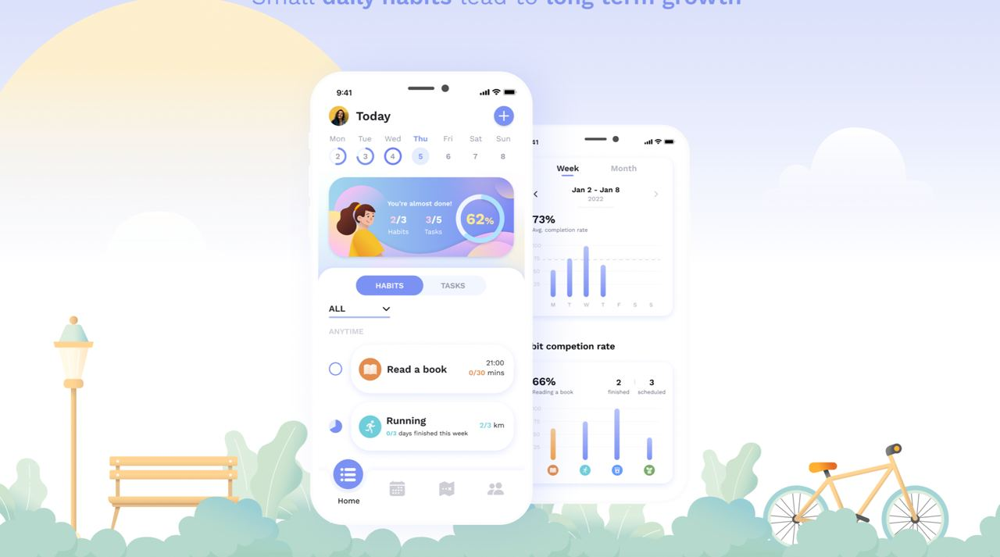 Small daily habits lead to long-term growth
9:41
Today
Mon Tue Wed Thu Fri Sat Sun
2 3 4 5 6 7 8
You're almost done!
2/3 3/5
Habits Tasks
62%
HABITS TASKS
ALL
ANYTIME
Read a book
21:00
0/30 mins
Running
0/3 days finished this week
2/3 km
Home
41
Week Month
Jan 2 - Jan 8
2022
73%
Avg. completion rate
100
75
50
25
M T W T F S S
bit competion rate
66%
Reading a book
2 3
finished scheduled
100
75
50
25